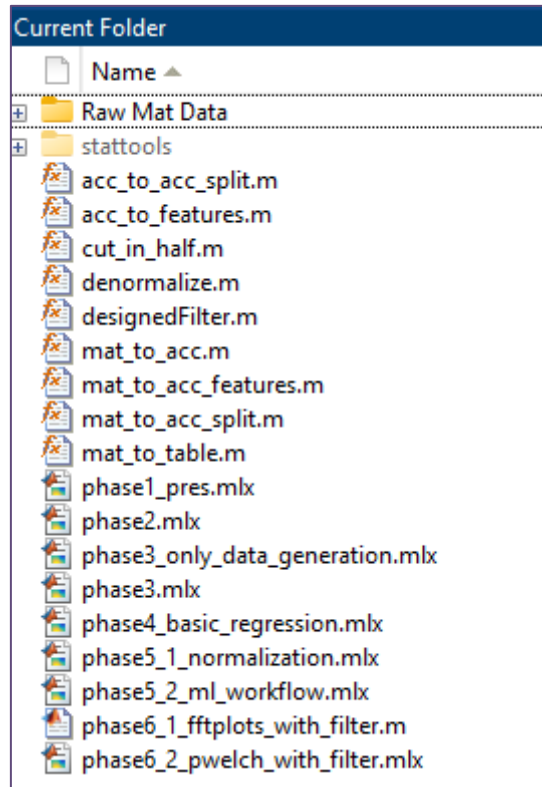 Current Folder
Name
Raw Mat Data
stattools
acc_to_acc_split.m
acc_to_features.m
cut_in_half.m
denormalize.m
designedFilter.m
mat_to_acc.m
mat_to_acc_features.m
mat_to_acc_split.m
mat_to_table.m
phase1_pres.mlx
phase2.mlx
phase3_only_data_generation.mlx
phase3.mlx
phase4_basic_regression.mlx
phase5_1_normalization.mlx
phase5_2_ml_workflow.mlx
phase6_1_fftplots_with_filter.m
phase6_2_pwelch_with_filter.mlx